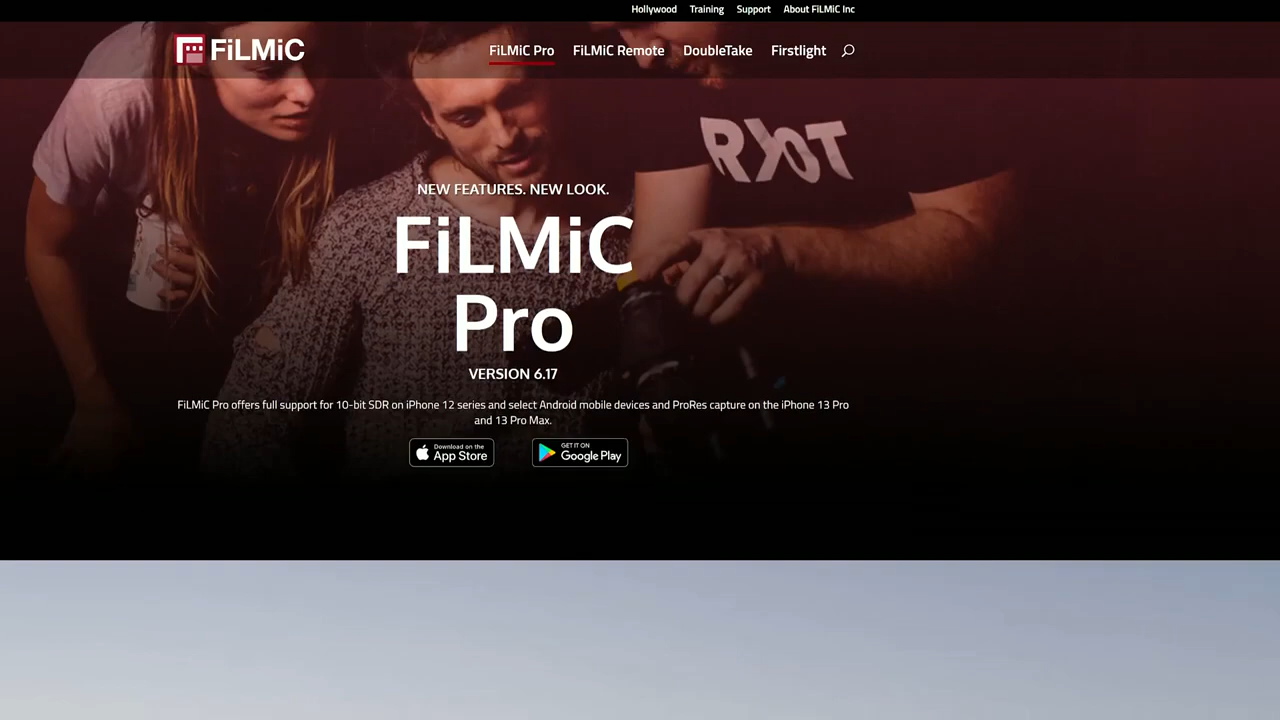 Hollywood Training Support About FiLMiC Inc
FiLMiC FiLMiC Pro FiLMiC Remote DoubleTake Firstlight
RYOT
NEW FEATURES. NEW LOOK.
FiLMiC
Pro
VERSION 6.17
FiLMiC Pro offers full support for 10-bit SDR on iPhone 12 series and select Android mobile devices and ProRes capture on the iPhone 13 Pro
and 13 Pro Max.
Download on the
App Store
GET IT ON
Google Play